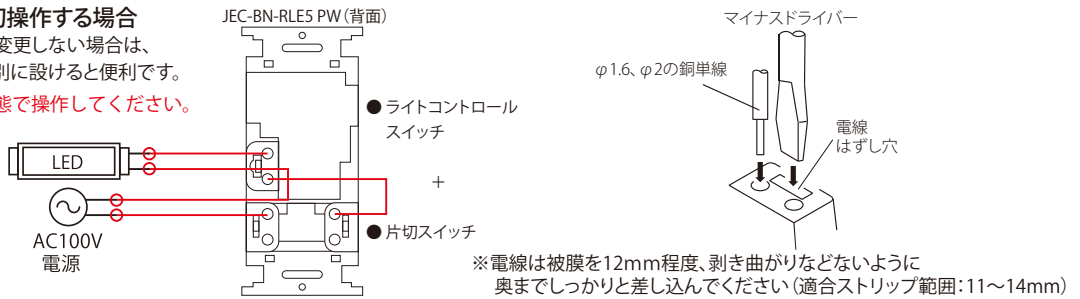 切操作する場合
変更しない場合は、
別に設けると便利です。
態で操作してください。
JEC-BN-RLE5 PW（背面）
●ライトコントロール
スイッチ
＋
●片切スイッチ
LED
AC100V
電源
マイナスドライバー
φ1.6、φ2の銅単線
電線
はずし穴
※電線は被膜を12mm程度、剥き曲がりなどないように
奥までしっかりと差し込んでください（適合ストリップ範囲：11～14mm）